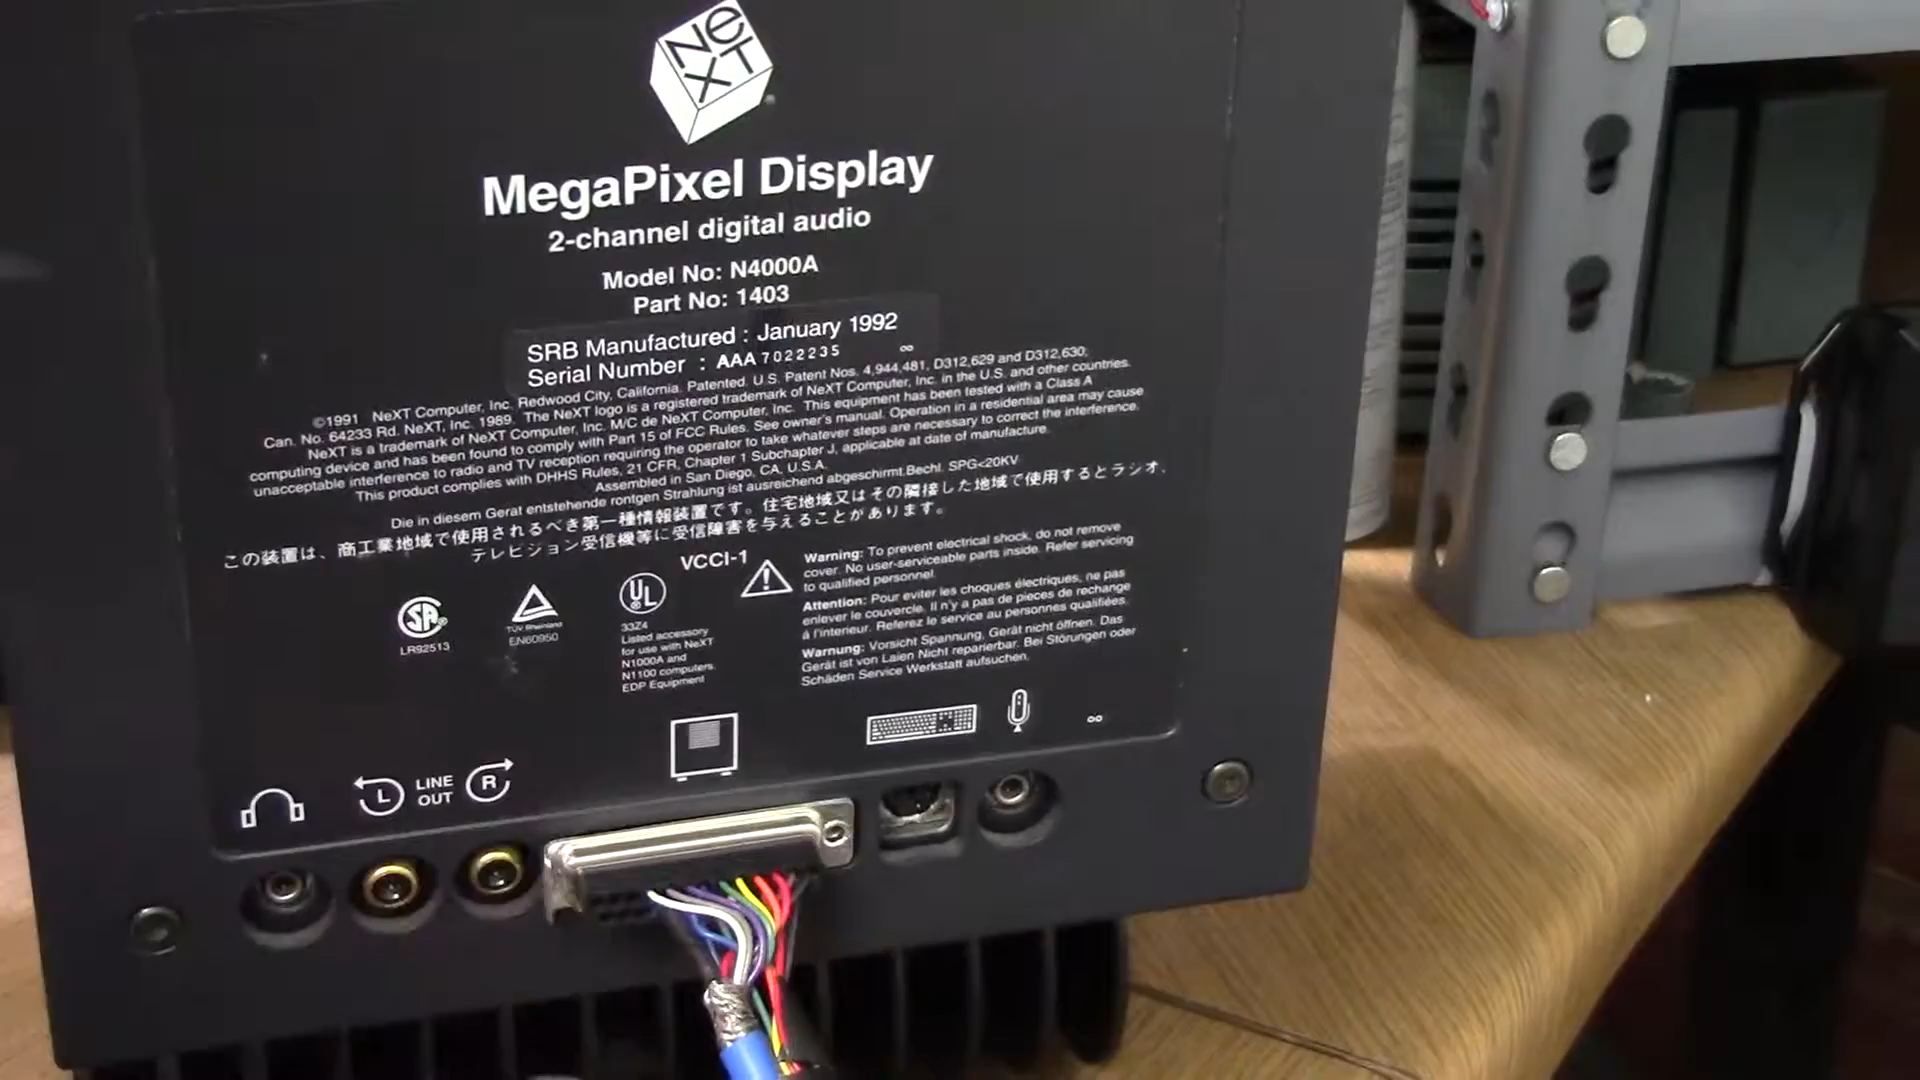 NeXT
MegaPixel Display
2-channel digital audio
Model No: N4000A
Part No: 1403
SRB Manufactured : January 1992
Serial Number : AAA 7022235
©1991 NeXT Computer, Inc. Redwood City, California. Patented. U.S. Patent Nos. 4,944,481, D312,629 and D312,630;
Can. No. 64233 Rd. NeXT, Inc. 1989. The NeXT logo is a registered trademark of NeXT Computer, Inc. in the U.S. and other countries.
NeXT is a trademark of NeXT Computer, Inc. M/C de NeXT Computer, Inc. This equipment has been tested with a Class A
computing device and has been found to comply with Part 15 of FCC Rules. See owner's manual. Operation in a residential area may cause
unacceptable interference to radio and TV reception requiring the operator to take whatever steps are necessary to correct the interference.
This product complies with DHHS Rules, 21 CFR, Chapter 1 Subchapter J, applicable at date of manufacture.
Assembled in San Diego, CA. U.S.A.
Die in diesem Gerat entstehende rontgen Strahlung ist ausreichend abgeschirmt.Bechl. SPG<20KV
この装置は、商工業地域で使用されるべき第一種情報装置です。住宅地域又はその隣接した地域で使用するとラジオ、
テレビジョン受信機等に受信障害を与えることがあります。
VCCI-1
Warning: To prevent electrical shock, do not remove
cover. No user-serviceable parts inside. Refer servicing
to qualified personnel.
Attention: Pour eviter les choques électriques, ne pas
enlever le couvercle. Il n'y a pas de pieces de rechange
á l'interieur. Referez le service au personnes qualifiées.
Warnung: Vorsicht Spannung, Gerät nicht öffnen. Das
Gerät ist von Laien Nicht reparierbar. Bei Störungen oder
Schäden Service Werkstatt aufsuchen.
SA
LR92513
TÜV Rheinland
EN60950
UL
33Z4
Listed accessory
for use with NeXT
N1000A and
N1100 computers.
EDP Equipment
L LINE OUT R